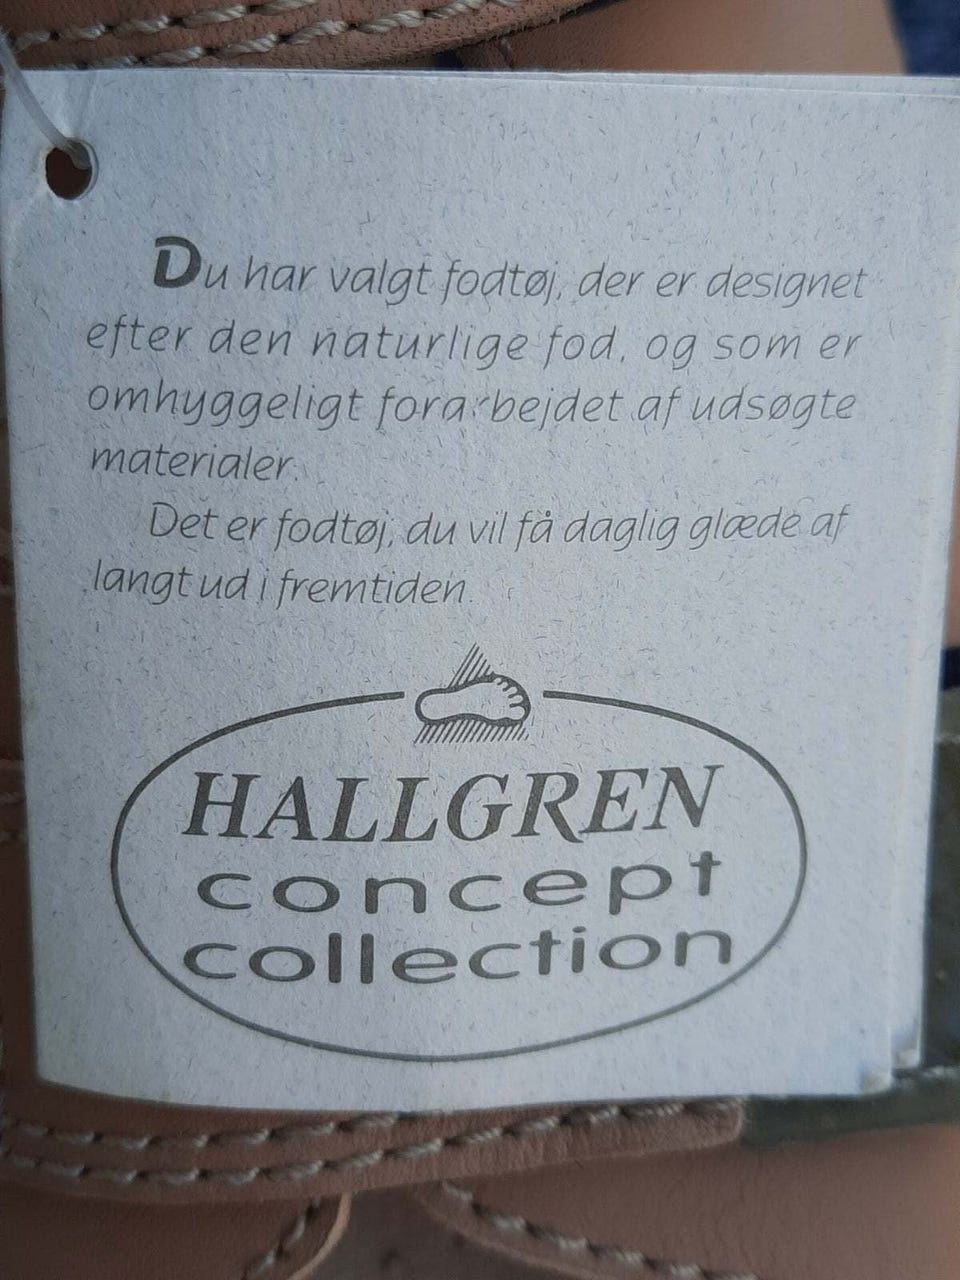 Du har valgt fodtøj, der er designet
efter den naturlige fod, og som er
omhyggeligt forarbejdet af udsøgte
materialer.
Det er fodtøj, du vil få daglig glæde af
langt ud i fremtiden.
HALLGREN
concept
collection